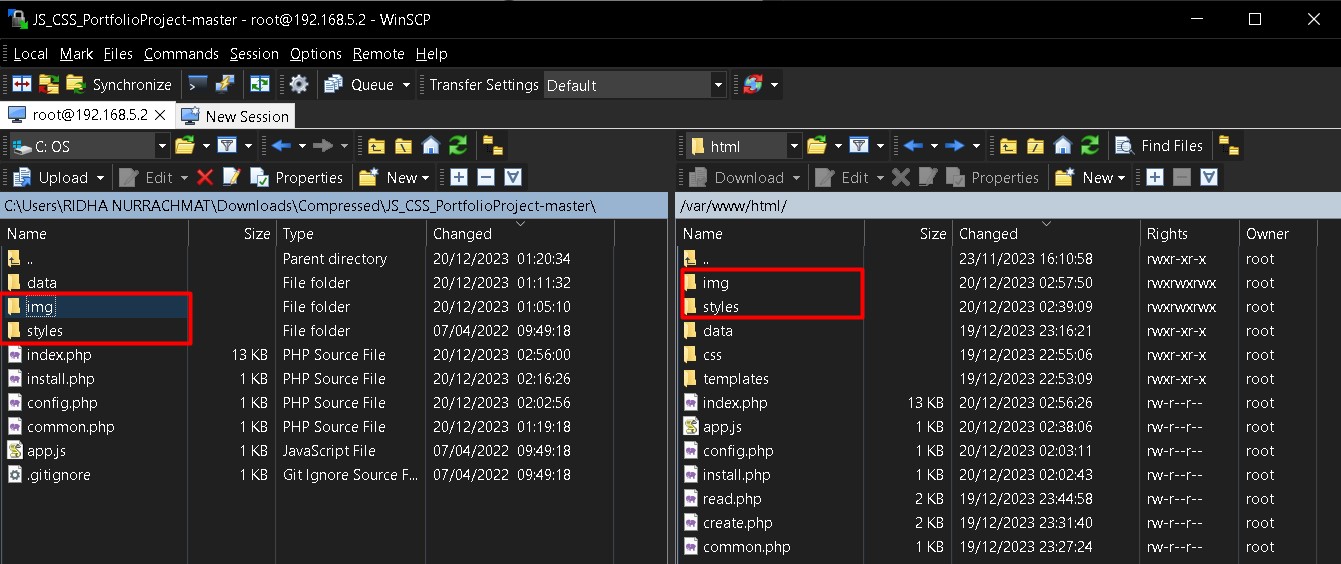 JS_CSS_PortfolioProject-master - root@192.168.5.2 - WinSCP
Local Mark Files Commands Session Options Remote Help
Synchronize Queue Transfer Settings Default
root@192.168.5.2 New Session
C: OS
Upload Edit Properties New
C:\Users\RIDHA NURRACHMAT\Downloads\Compressed\JS_CSS_PortfolioProject-master\
Name Size Type Changed
.. Parent directory 20/12/2023 01:20:34
data File folder 20/12/2023 01:11:32
img File folder 20/12/2023 01:05:10
styles File folder 07/04/2022 09:49:18
index.php 13 KB PHP Source File 20/12/2023 02:56:00
install.php 1 KB PHP Source File 20/12/2023 02:16:26
config.php 1 KB PHP Source File 20/12/2023 02:02:56
common.php 1 KB PHP Source File 20/12/2023 01:19:18
app.js 1 KB JavaScript File 07/04/2022 09:49:18
.gitignore 1 KB Git Ignore Source F... 07/04/2022 09:49:18
html Find Files
Download Edit Properties New
/var/www/html/
Name Size Changed Rights Owner
.. 23/11/2023 16:10:58 rwxr-xr-x root
img 20/12/2023 02:57:50 rwxrwxrwx root
styles 20/12/2023 02:39:09 rwxrwxrwx root
data 19/12/2023 23:16:21 rwxr-xr-x root
css 19/12/2023 22:55:06 rwxr-xr-x root
templates 19/12/2023 22:53:09 rwxr-xr-x root
index.php 13 KB 20/12/2023 02:56:26 rw-r--r-- root
app.js 1 KB 20/12/2023 02:38:06 rw-r--r-- root
config.php 1 KB 20/12/2023 02:03:11 rw-r--r-- root
install.php 1 KB 20/12/2023 02:02:43 rw-r--r-- root
read.php 2 KB 19/12/2023 23:44:58 rw-r--r-- root
create.php 2 KB 19/12/2023 23:31:40 rw-r--r-- root
common.php 1 KB 19/12/2023 23:27:24 rw-r--r-- root